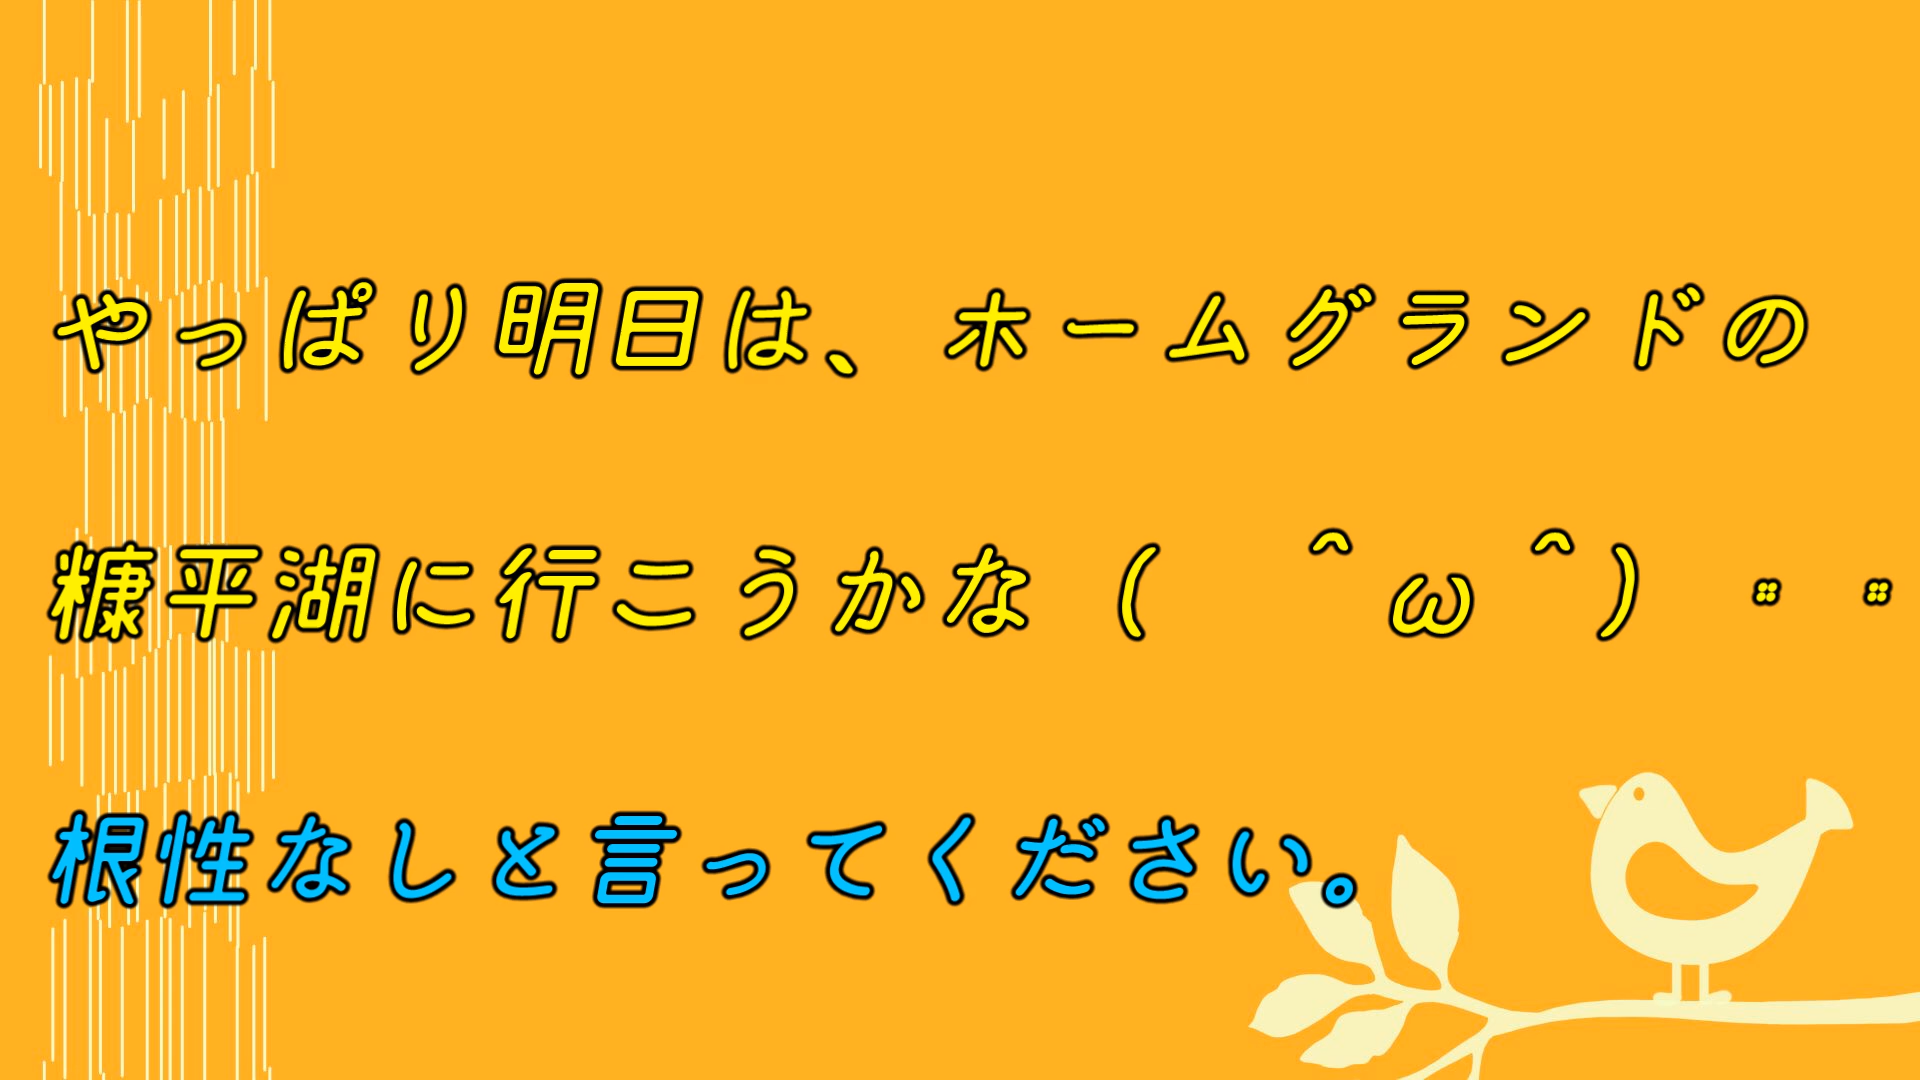 やっぱり明日は、ホームグランドの
糠平湖に行こうかな（　＾ω＾）‥‥
根性なしと言ってください。